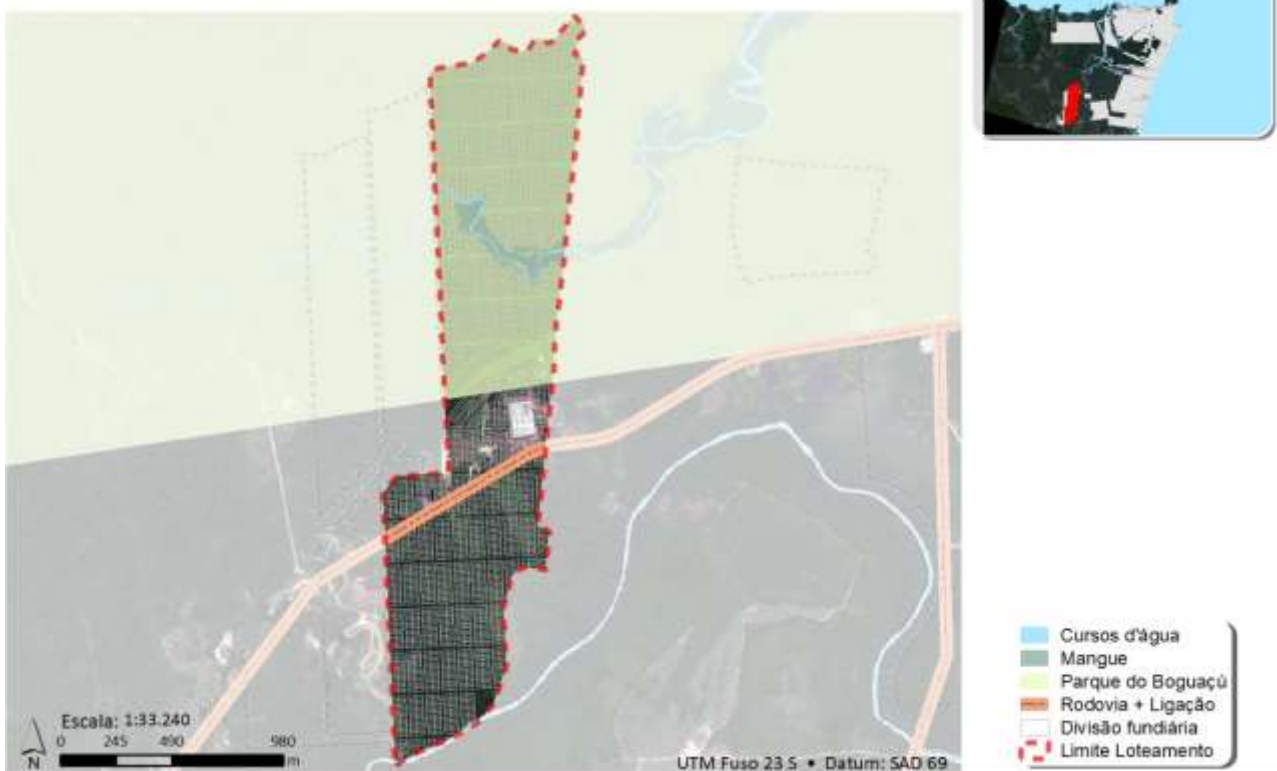 Cursos d'água
Mangue
Parque do Boguaçú
Rodovia + Ligação
Divisão fundiária
Limite Loteamento
Escala: 1:33.240
0 245 490 980
m
N
UTM Fuso 23 S • Datum: SAD 69